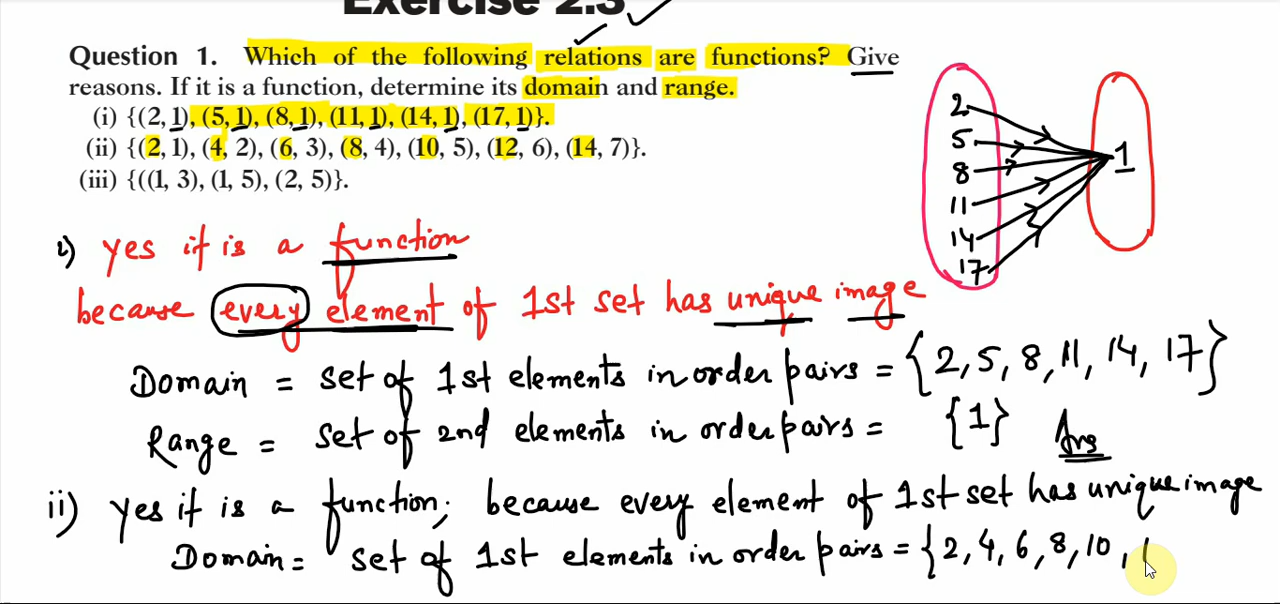 Exercise 2.3
Question 1. Which of the following relations are functions? Give
reasons. If it is a function, determine its domain and range.
(i) {(2, 1), (5, 1), (8, 1), (11, 1), (14, 1), (17, 1)}.
(ii) {(2, 1), (4, 2), (6, 3), (8, 4), (10, 5), (12, 6), (14, 7)}.
(iii) {((1, 3), (1, 5), (2, 5)}.
2
5
8
11
14
17
1
i) yes it is a function
because every element of 1st set has unique image
Domain = set of 1st elements in order pairs = {2, 5, 8, 11, 14, 17}
Range = set of 2nd elements in order pairs = {1} Ans
ii) yes it is a function; because every element of 1st set has unique image
Domain = set of 1st elements in order pairs = {2, 4, 6, 8, 10,